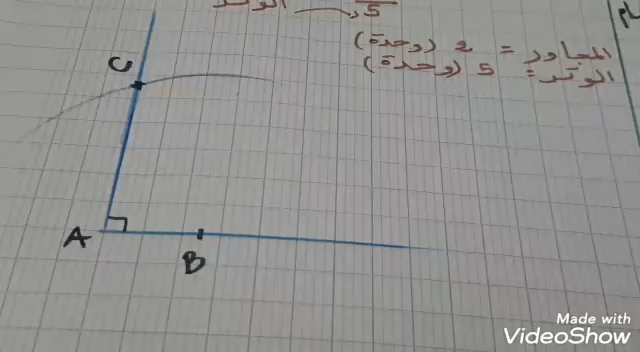 5
المجاور = 2 (وحدة)
الوتر = 5 (وحدة)
C
A
B
Made with
VideoShow